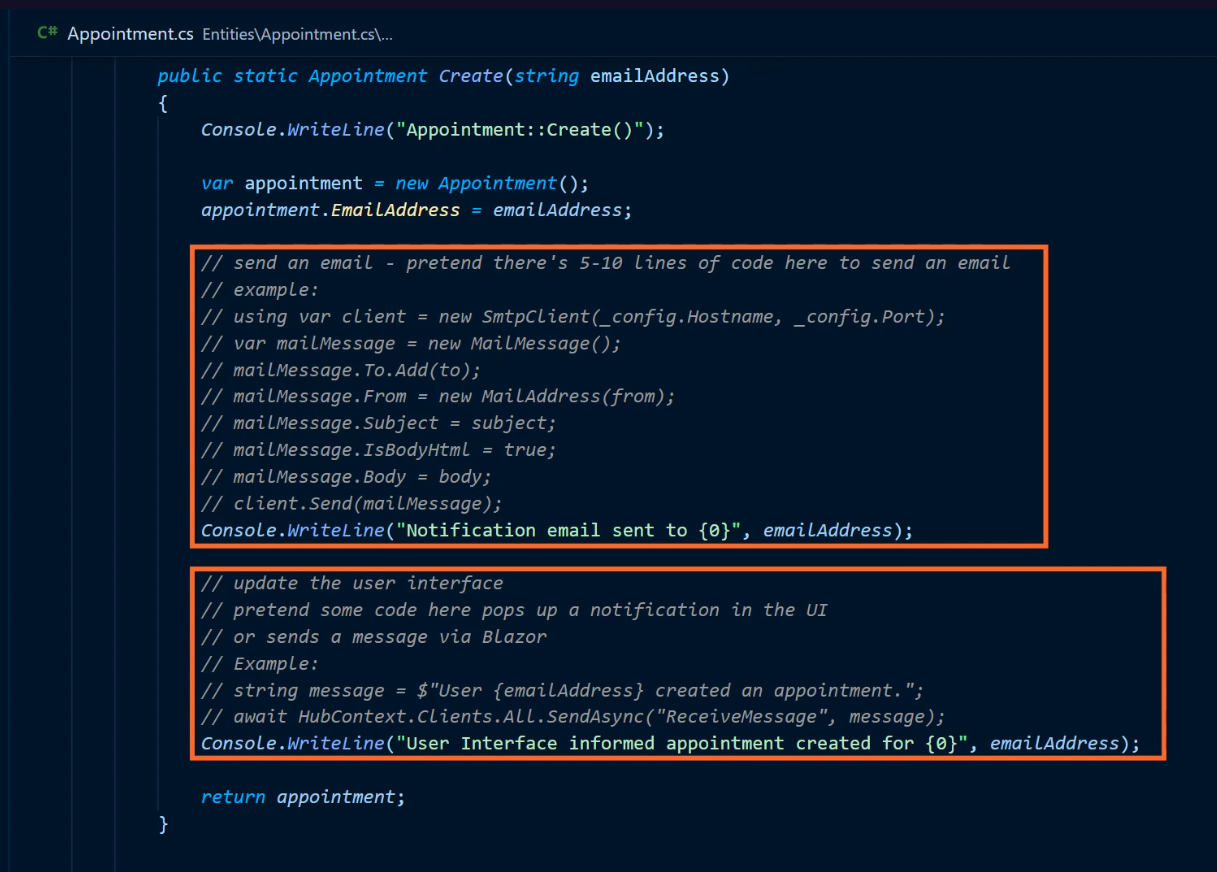 C# Appointment.cs Entities\Appointment.cs\...
public static Appointment Create(string emailAddress)
{
Console.WriteLine("Appointment::Create()");
var appointment = new Appointment();
appointment.EmailAddress = emailAddress;
// send an email - pretend there's 5-10 lines of code here to send an email
// example:
// using var client = new SmtpClient(_config.Hostname, _config.Port);
// var mailMessage = new MailMessage();
// mailMessage.To.Add(to);
// mailMessage.From = new MailAddress(from);
// mailMessage.Subject = subject;
// mailMessage.IsBodyHtml = true;
// mailMessage.Body = body;
// client.Send(mailMessage);
Console.WriteLine("Notification email sent to {0}", emailAddress);
// update the user interface
// pretend some code here pops up a notification in the UI
// or sends a message via Blazor
// Example:
// string message = $"User {emailAddress} created an appointment.";
// await HubContext.Clients.All.SendAsync("ReceiveMessage", message);
Console.WriteLine("User Interface informed appointment created for {0}", emailAddress);
return appointment;
}